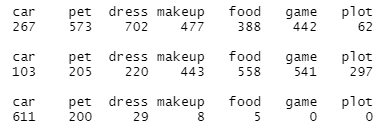 car pet dress makeup food game plot
267 573 702 477 388 442 62
car pet dress makeup food game plot
103 205 220 443 558 541 297
car pet dress makeup food game plot
611 200 29 8 5 0 0